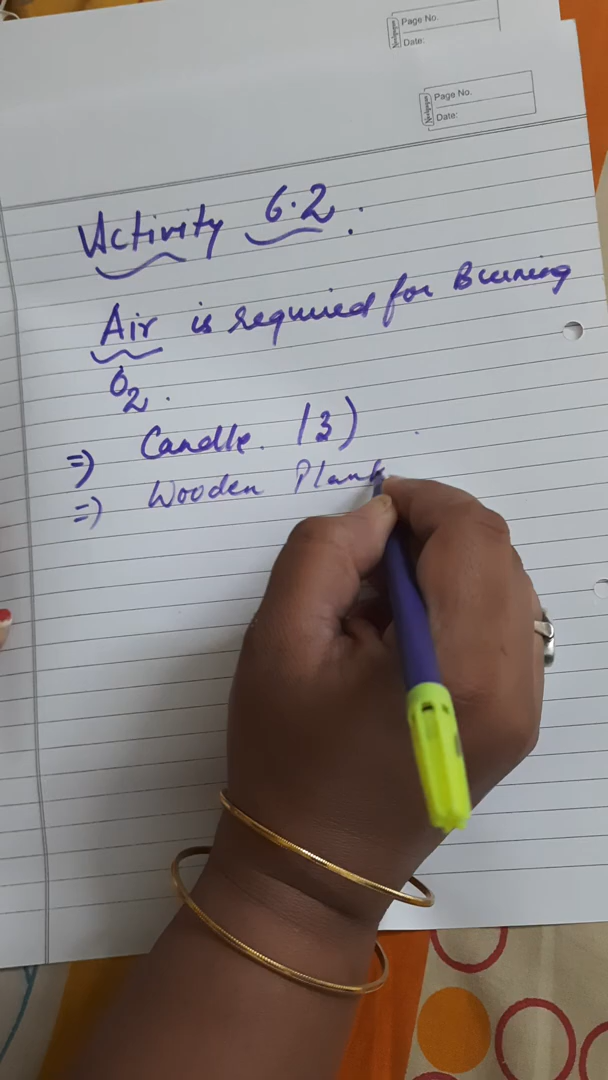 Page No.
Date:
Page No.
Date:
Activity 6.2 :
Air is required for Burning
O2.
⇒ Candle. (3)
⇒ Wooden Plank